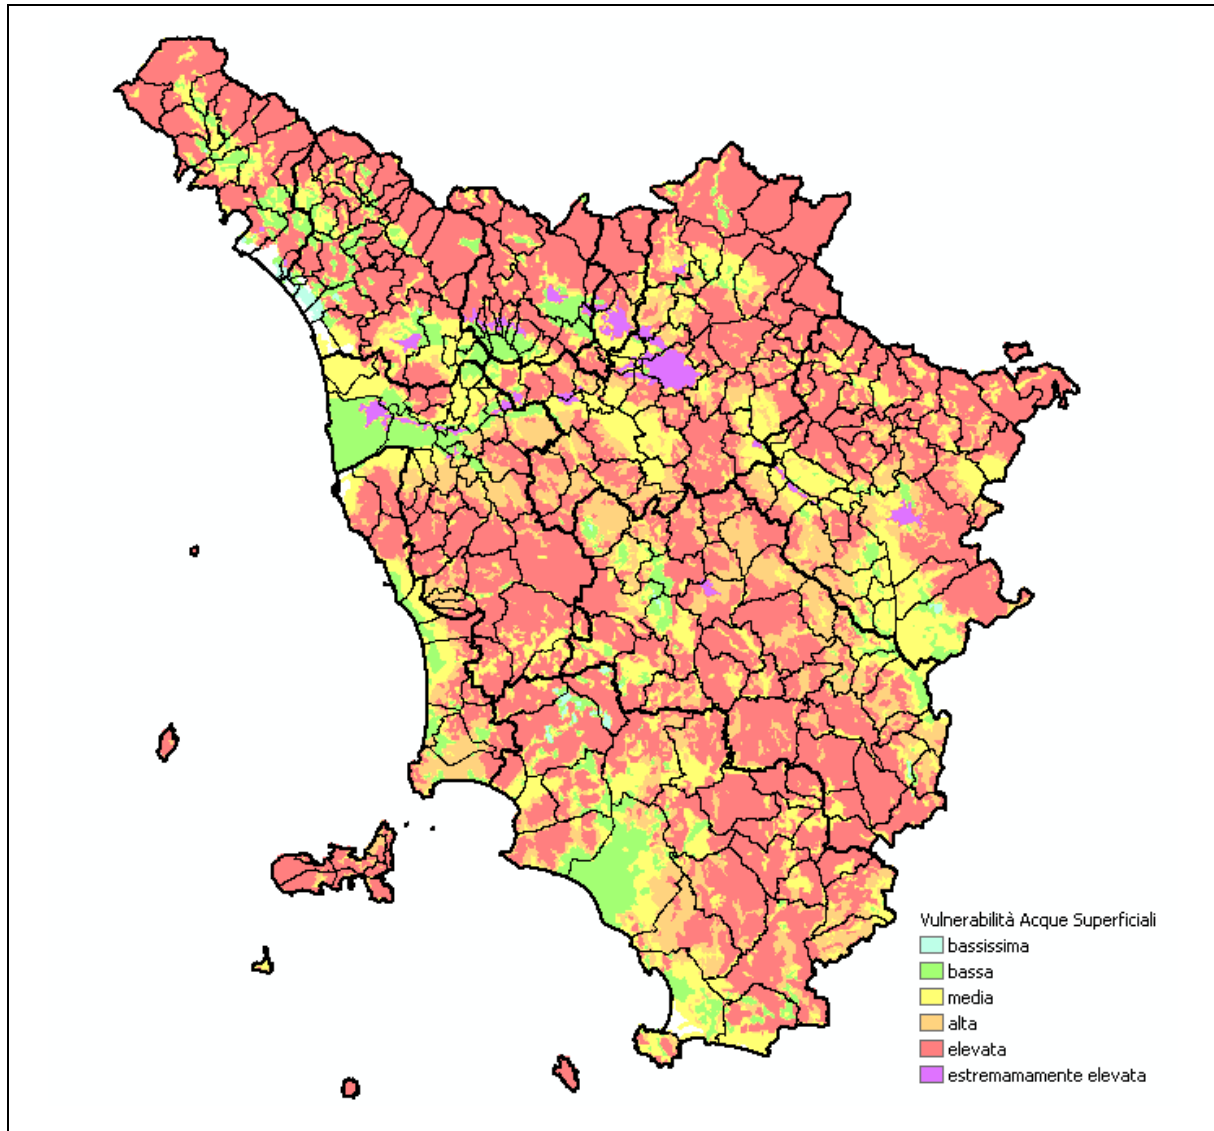 Vulnerabilità Acque Superficiali
bassissima
bassa
media
alta
elevata
estremamamente elevata